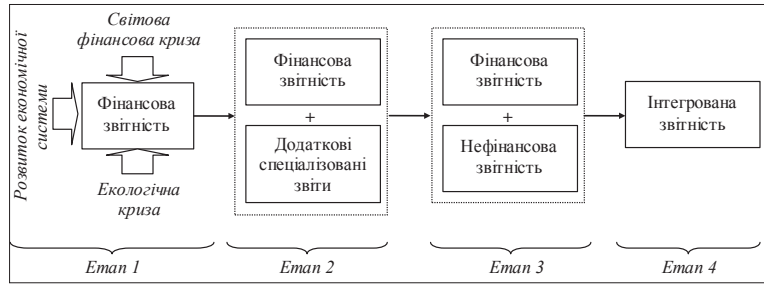 Розвиток економічної
системи
Світова
фінансова криза
Фінансова
звітність
Екологічна
криза
Фінансова
звітність
+
Додаткові
спеціалізовані
звіти
Фінансова
звітність
+
Нефінансова
звітність
Інтегрована
звітність
Етап 1
Етап 2
Етап 3
Етап 4